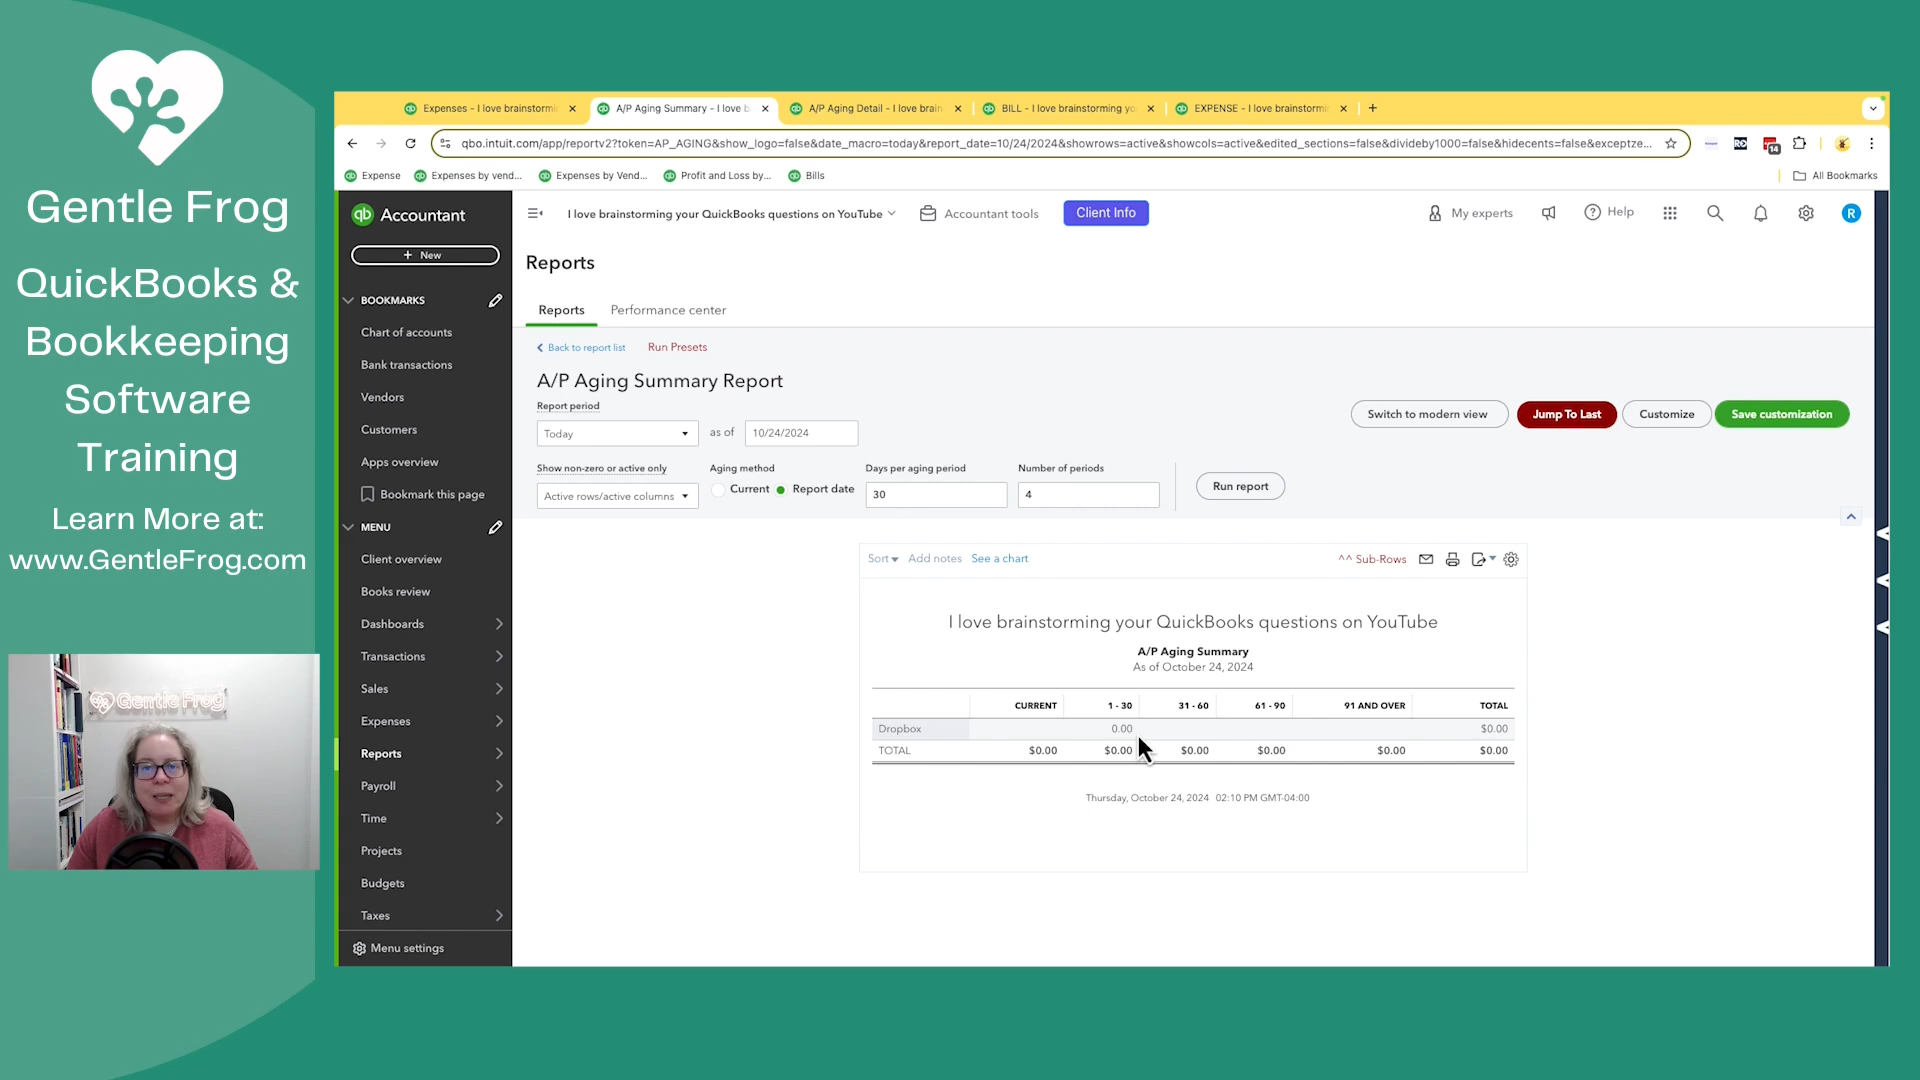 Gentle Frog
QuickBooks &
Bookkeeping
Software
Training
Learn More at:
www.GentleFrog.com
Gentle Frog
Expenses - I love brainstormin
A/P Aging Summary - I love b
A/P Aging Detail - I love brain
BILL - I love brainstorming yo
EXPENSE - I love brainstormin
qbo.intuit.com/app/reportv2?token=AP_AGING&show_logo=false&date_macro=today&report_date=10/24/2024&showrows=active&showcols=active&edited_sections=false&divideby1000=false&hidecents=false&exceptze...
14
Expense
Expenses by vend...
Expenses by Vend...
Profit and Loss by...
Bills
All Bookmarks
qb Accountant
I love brainstorming your QuickBooks questions on YouTube
Accountant tools
Client Info
My experts
Help
R
+ New
BOOKMARKS
Chart of accounts
Bank transactions
Vendors
Customers
Apps overview
Bookmark this page
MENU
Client overview
Books review
Dashboards
Transactions
Sales
Expenses
Reports
Payroll
Time
Projects
Budgets
Taxes
Menu settings
Reports
Reports Performance center
Back to report list Run Presets
A/P Aging Summary Report
Report period
Today as of 10/24/2024
Switch to modern view Jump To Last Customize Save customization
Show non-zero or active only Aging method Days per aging period Number of periods
Active rows/active columns Current Report date 30 4 Run report
Sort Add notes See a chart ^^ Sub-Rows
I love brainstorming your QuickBooks questions on YouTube
A/P Aging Summary
As of October 24, 2024
CURRENT 1 - 30 31 - 60 61 - 90 91 AND OVER TOTAL
Dropbox 0.00 $0.00
TOTAL $0.00 $0.00 $0.00 $0.00 $0.00 $0.00
Thursday, October 24, 2024 02:10 PM GMT-04:00